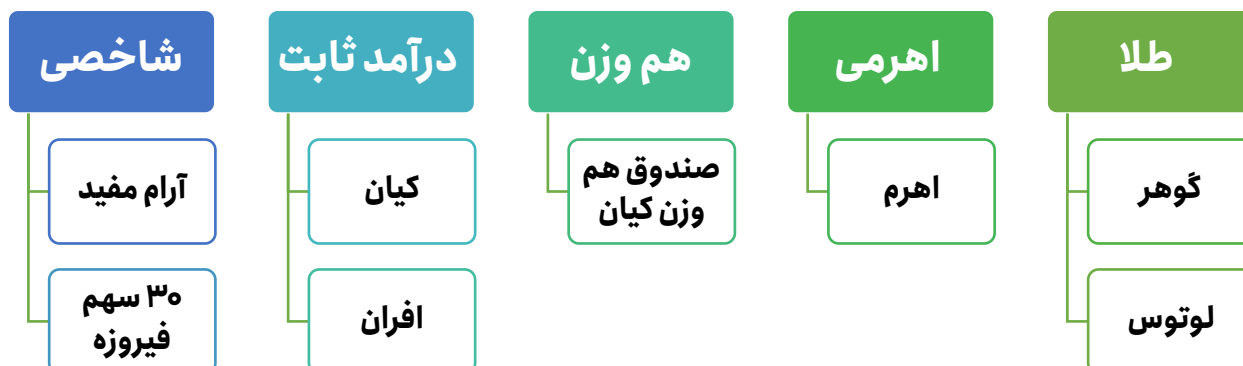 طلا
گوهر
لوتوس
اهرمی
اهرم
هم وزن
صندوق هم
وزن کیان
درآمد ثابت
کیان
افران
شاخصی
آرام مفید
۳۰ سهم
فیروزه